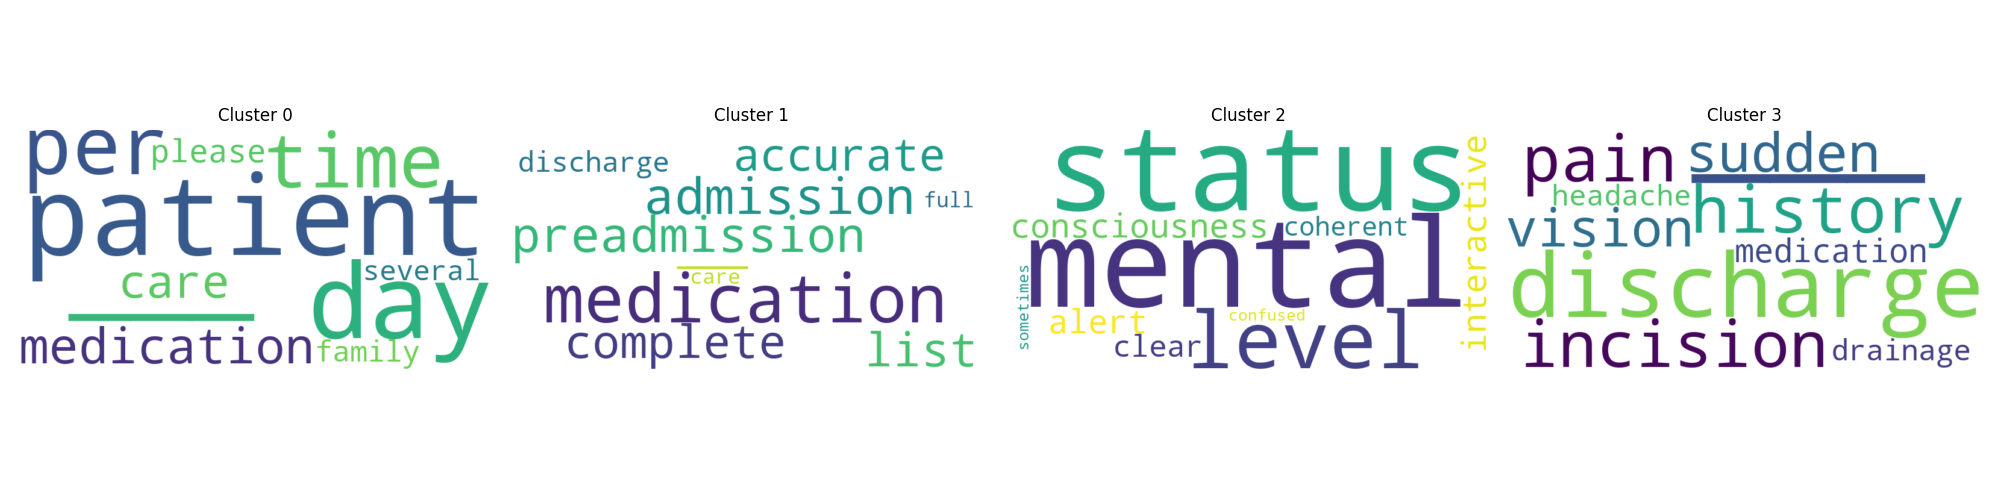 Cluster 0
per
please
time
patient
care
several
day
medication
family
Cluster 1
discharge
accurate
admission
full
preadmission
care
medication
complete
list
Cluster 2
status
interactive
consciousness
coherent
mental
sometimes
alert
confused
clear
level
Cluster 3
pain
sudden
headache
history
vision
medication
discharge
incision
drainage